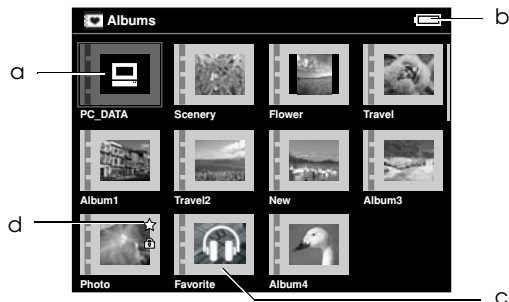 Albums
b
a
PC_DATA Scenery Flower Travel
Album1 Travel2 New Album3
d
Photo Favorite Album4
c